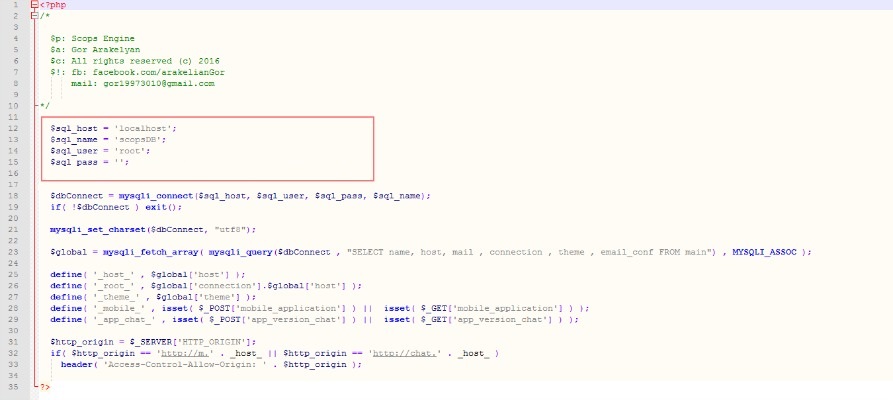 1 <?php
2 /*
3
4 $p: Scops Engine
5 $a: Gor Arakelyan
6 $c: All rights reserved (c) 2016
7 $!: fb: facebook.com/arakelianGor
8 mail: gor19973010@gmail.com
9
10 */
11
12 $sql_host = 'localhost';
13 $sql_name = 'scopsDB';
14 $sql_user = 'root';
15 $sql_pass = '';
16
17
18 $dbConnect = mysqli_connect($sql_host, $sql_user, $sql_pass, $sql_name);
19 if( !$dbConnect ) exit();
20
21 mysqli_set_charset($dbConnect, "utf8");
22
23 $global = mysqli_fetch_array( mysqli_query($dbConnect , "SELECT name, host, mail , connection , theme , email_conf FROM main") , MYSQLI_ASSOC );
24
25 define( '_host_' , $global['host'] );
26 define( '_root_' , $global['connection'].$global['host'] );
27 define( '_theme_' , $global['theme'] );
28 define( '_mobile_' , isset( $_POST['mobile_application'] ) || isset( $_GET['mobile_application'] ) );
29 define( '_app_chat_' , isset( $_POST['app_version_chat'] ) || isset( $_GET['app_version_chat'] ) );
30
31 $http_origin = $_SERVER['HTTP_ORIGIN'];
32 if( $http_origin == 'http://m.' . _host_ || $http_origin == 'http://chat.' . _host_ )
33 header( 'Access-Control-Allow-Origin: ' . $http_origin );
34
35 ?>